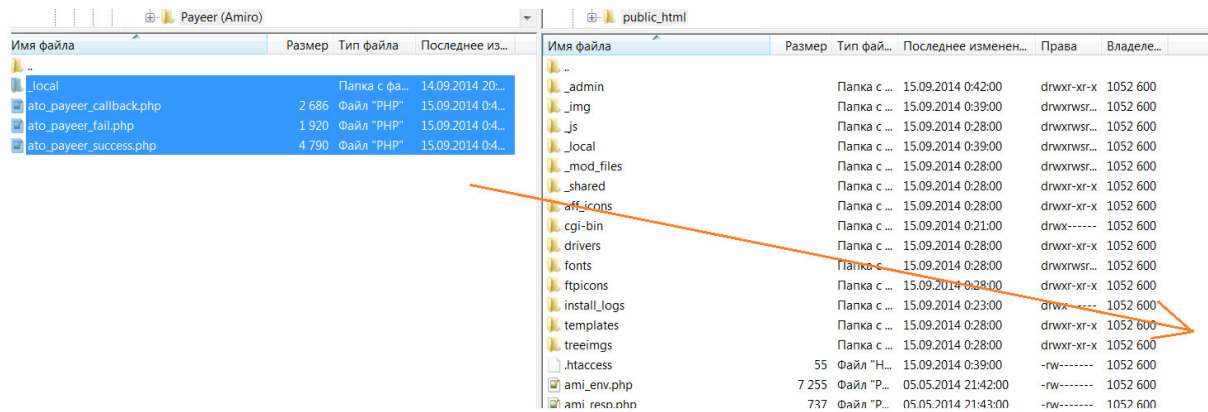 Payeer (Amiro)
Имя файла Размер Тип файла Последнее из...
..
_local Папка с фа... 14.09.2014 20:...
ato_payeer_callback.php 2 686 Файл "PHP" 15.09.2014 0:4...
ato_payeer_fail.php 1 920 Файл "PHP" 15.09.2014 0:4...
ato_payeer_success.php 4 790 Файл "PHP" 15.09.2014 0:4...
public_html
Имя файла Размер Тип фай... Последнее изменен... Права Владеле...
..
_admin Папка с ... 15.09.2014 0:42:00 drwxr-xr-x 1052 600
_img Папка с ... 15.09.2014 0:39:00 drwxrwsr... 1052 600
_js Папка с ... 15.09.2014 0:28:00 drwxrwsr... 1052 600
_local Папка с ... 15.09.2014 0:39:00 drwxrwsr... 1052 600
_mod_files Папка с ... 15.09.2014 0:28:00 drwxrwsr... 1052 600
_shared Папка с ... 15.09.2014 0:28:00 drwxr-xr-x 1052 600
aff_icons Папка с ... 15.09.2014 0:28:00 drwxr-xr-x 1052 600
cgi-bin Папка с ... 15.09.2014 0:21:00 drwx------ 1052 600
drivers Папка с ... 15.09.2014 0:28:00 drwxr-xr-x 1052 600
fonts Папка с ... 15.09.2014 0:28:00 drwxrwsr... 1052 600
ftpicons Папка с ... 15.09.2014 0:28:00 drwxr-xr-x 1052 600
install_logs Папка с ... 15.09.2014 0:23:00 drwx------ 1052 600
templates Папка с ... 15.09.2014 0:28:00 drwxr-xr-x 1052 600
treeimgs Папка с ... 15.09.2014 0:28:00 drwxr-xr-x 1052 600
.htaccess 55 Файл "H... 15.09.2014 0:39:00 -rw------- 1052 600
ami_env.php 7 255 Файл "P... 05.05.2014 21:42:00 -rw------- 1052 600
ami_resp.php 737 Файл "P... 05.05.2014 21:43:00 -rw------- 1052 600